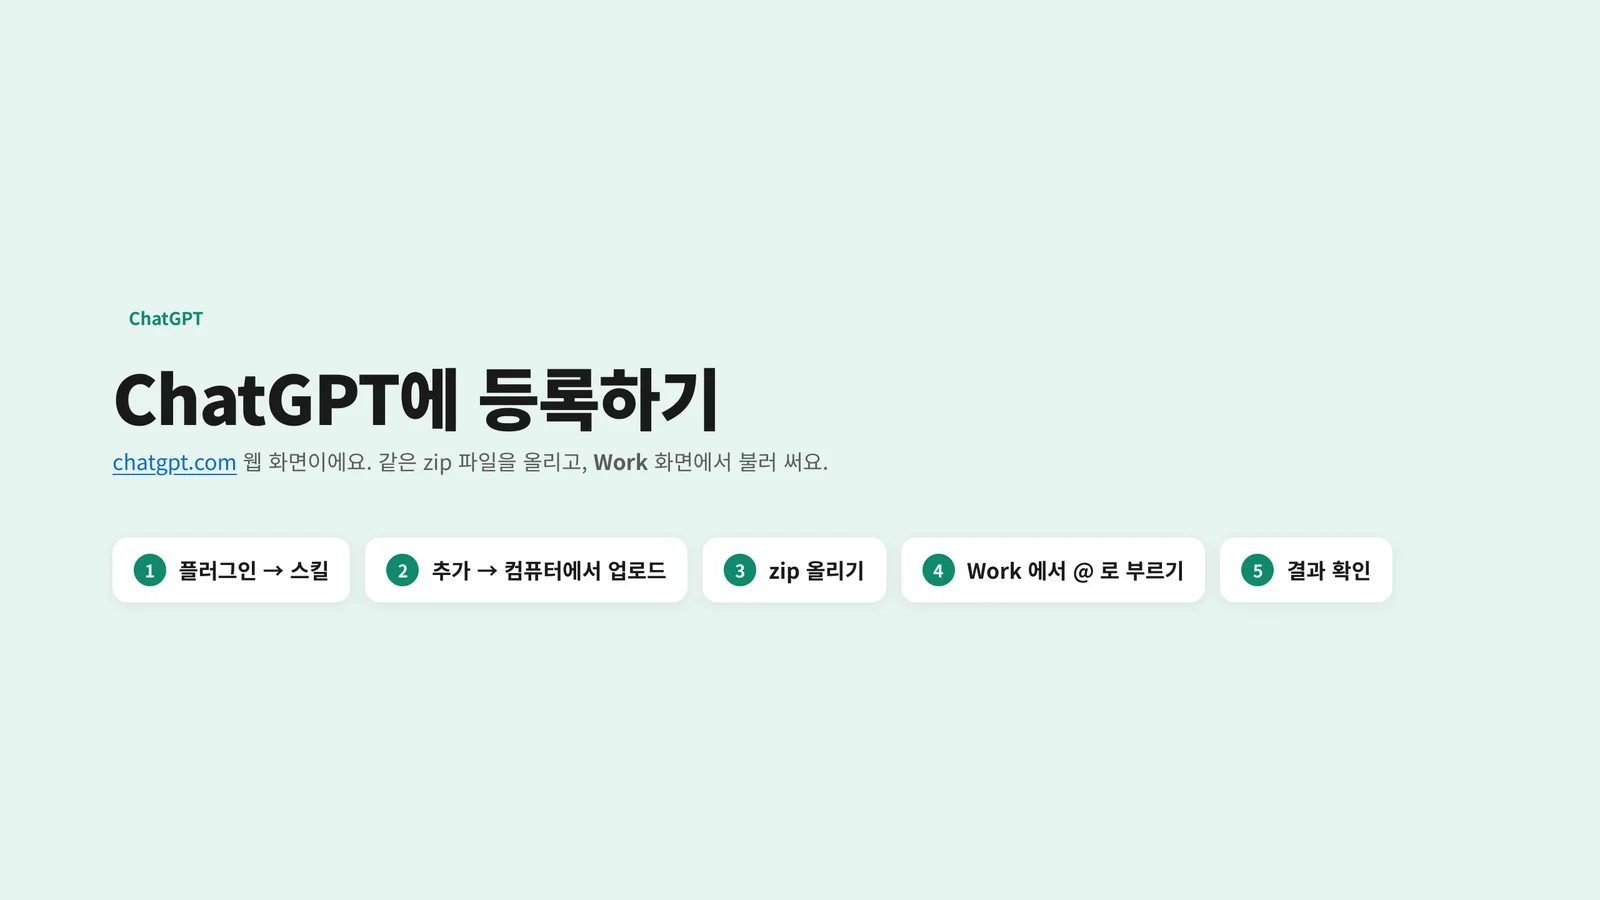 ChatGPT
ChatGPT에 등록하기
chatgpt.com 웹 화면이에요. 같은 zip 파일을 올리고, Work 화면에서 불러 써요.
1 플러그인 → 스킬
2 추가 → 컴퓨터에서 업로드
3 zip 올리기
4 Work 에서 @ 로 부르기
5 결과 확인